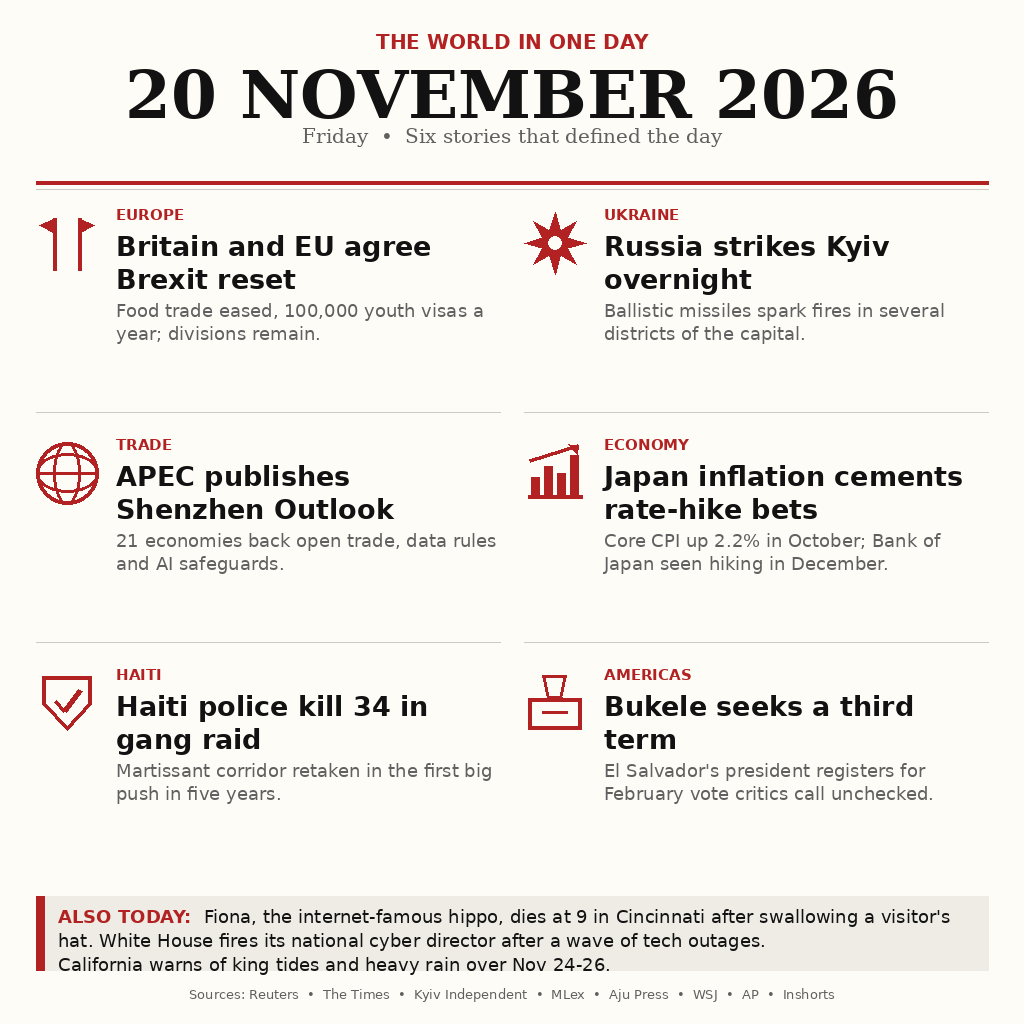 THE WORLD IN ONE DAY
20 NOVEMBER 2026
Friday • Six stories that defined the day
EUROPE
Britain and EU agree
Brexit reset
Food trade eased, 100,000 youth visas a
year; divisions remain.
UKRAINE
Russia strikes Kyiv
overnight
Ballistic missiles spark fires in several
districts of the capital.
TRADE
APEC publishes
Shenzhen Outlook
21 economies back open trade, data rules
and AI safeguards.
ECONOMY
Japan inflation cements
rate-hike bets
Core CPI up 2.2% in October; Bank of
Japan seen hiking in December.
HAITI
Haiti police kill 34 in
gang raid
Martissant corridor retaken in the first big
push in five years.
AMERICAS
Bukele seeks a third
term
El Salvador's president registers for
February vote critics call unchecked.
ALSO TODAY: Fiona, the internet-famous hippo, dies at 9 in Cincinnati after swallowing a visitor's
hat. White House fires its national cyber director after a wave of tech outages.
California warns of king tides and heavy rain over Nov 24-26.
Sources: Reuters • The Times • Kyiv Independent • MLex • Aju Press • WSJ • AP • Inshorts